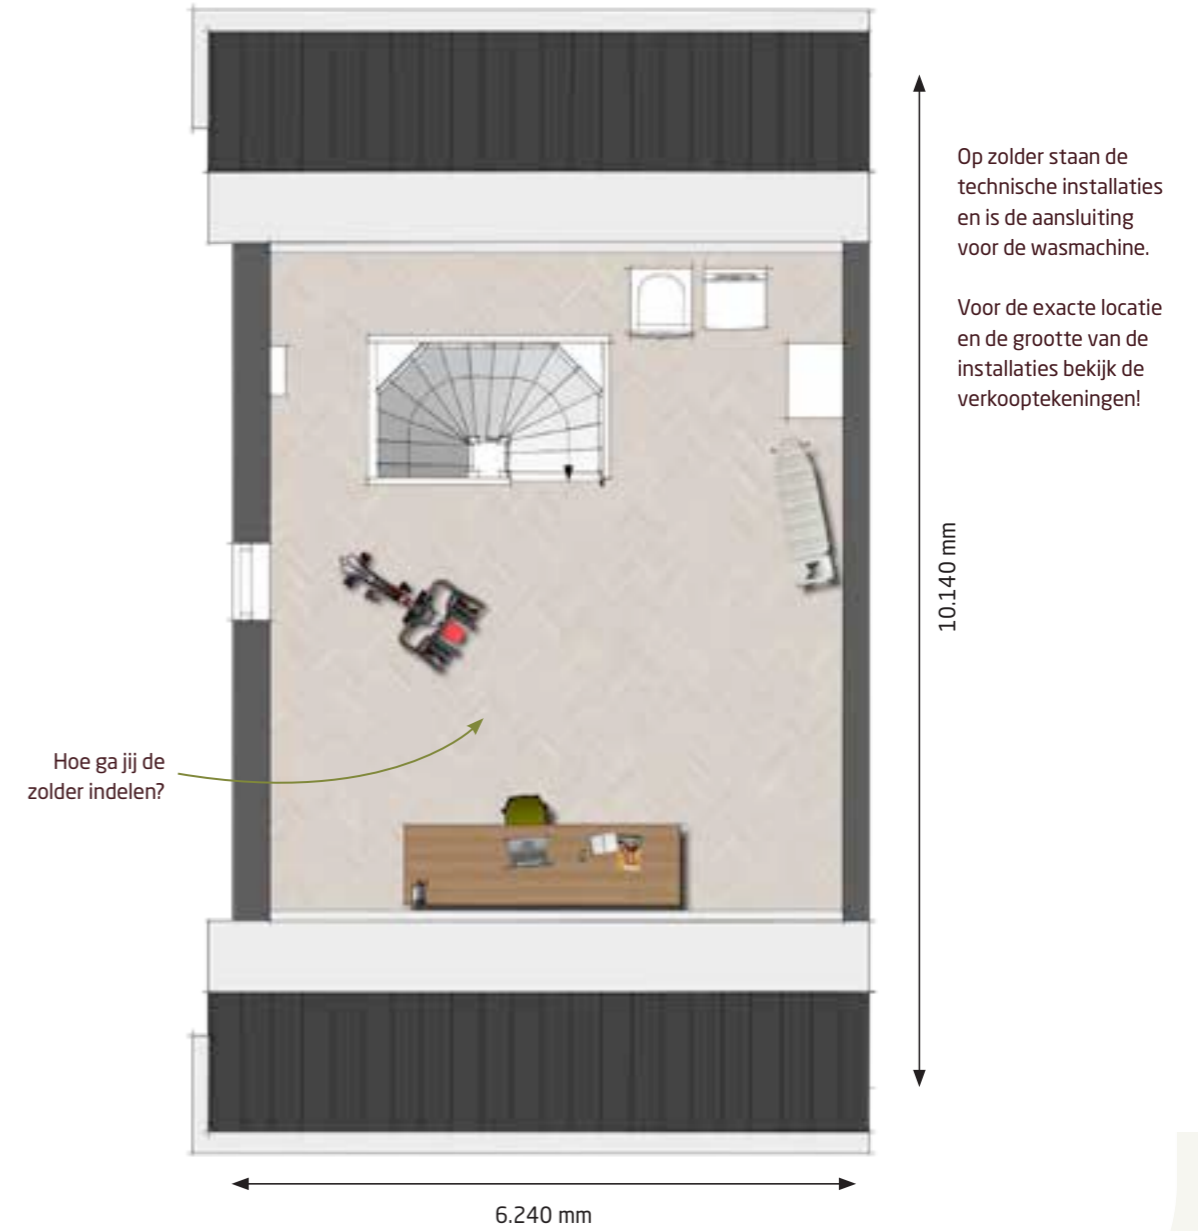 Op zolder staan de
technische installaties
en is de aansluiting
voor de wasmachine.
Voor de exacte locatie
en de grootte van de
installaties bekijk de
verkooptekeningen!
10.140 mm
Hoe ga jij de
zolder indelen?
6.240 mm